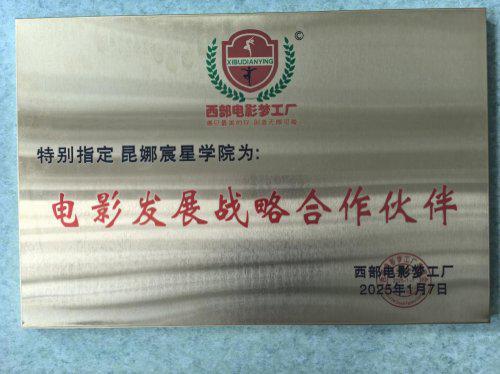 ©
XIBUDIANYING
西部电影梦工厂
特别指定 昆娜宸星学院为:
电影发展战略合作伙伴
西部电影梦工厂
2025年1月7日